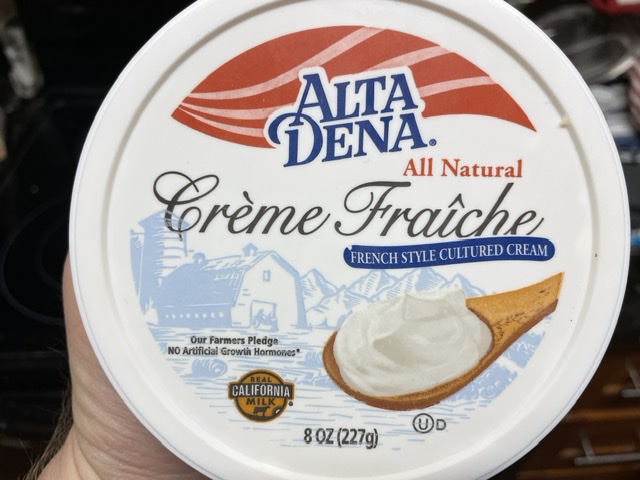 ALTA
DENA®
All Natural
Crème Fraîche
FRENCH STYLE CULTURED CREAM
Our Farmers Pledge
NO Artificial Growth Hormones*
REAL
CALIFORNIA
MILK
8 OZ (227g)
U D